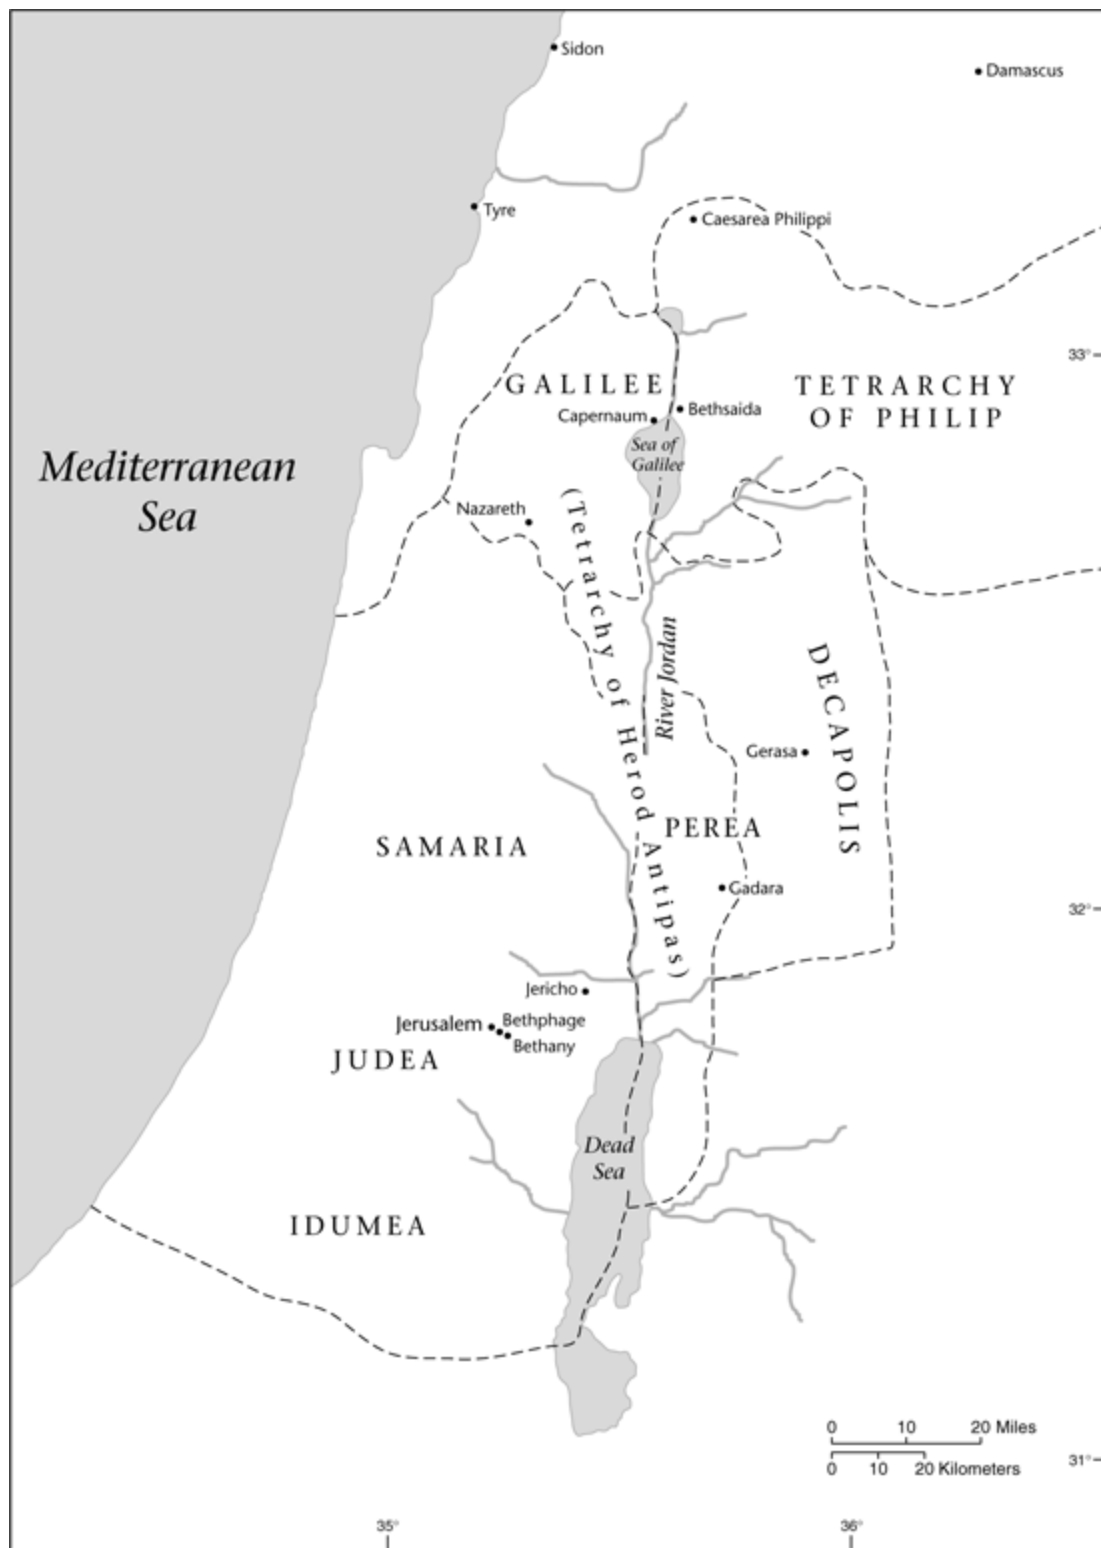 Sidon
Damascus
Tyre
Caesarea Philippi
33°
GALILEE
TETRARCHY
OF PHILIP
Capernaum
Bethsaida
Sea of
Galilee
Mediterranean
Sea
Nazareth
(Tetrarchy of Herod Antipas)
River Jordan
DECAPOLIS
Gerasa
SAMARIA
PEREA
Gadara
32°
Jericho
Jerusalem
Bethphage
Bethany
JUDEA
Dead
Sea
IDUMEA
0 10 20 Miles
0 10 20 Kilometers
31°
35°
36°